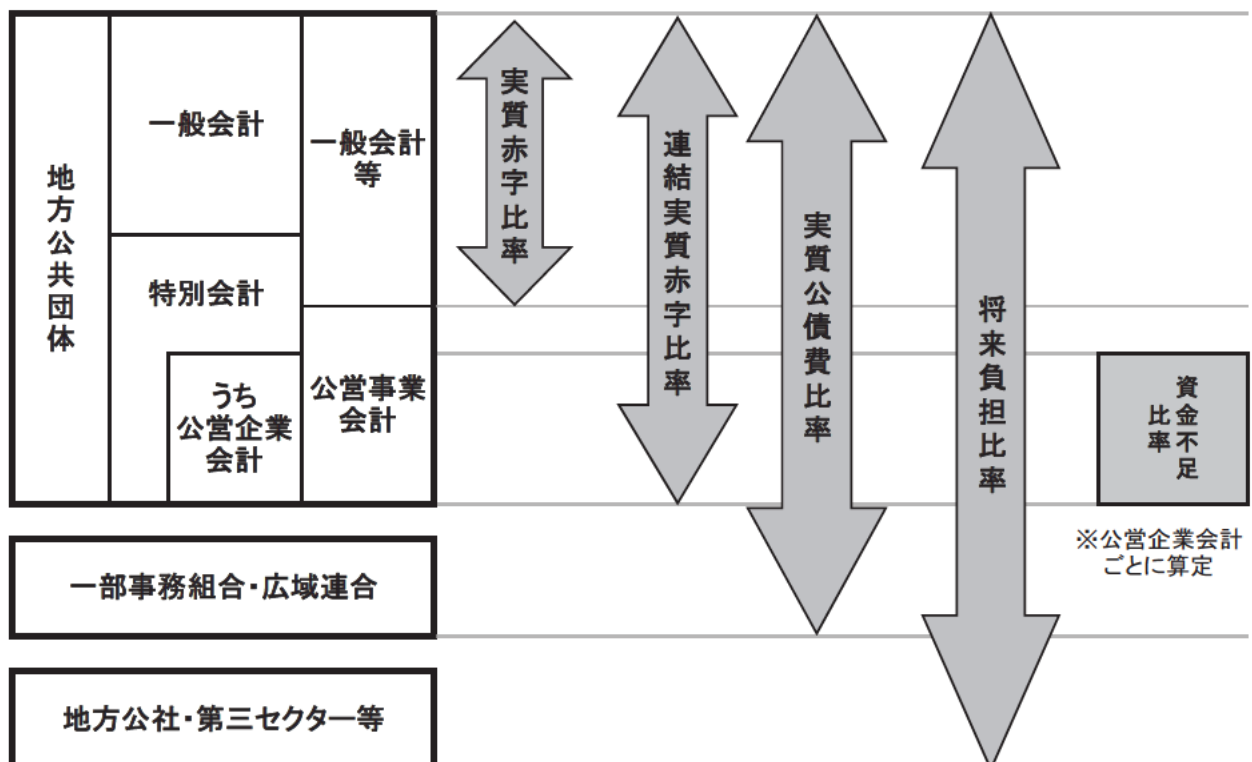 地方公共団体
一般会計
特別会計
うち
公営企業
会計
一般会計
等
公営事業
会計
実質赤字比率
連結実質赤字比率
実質公債費比率
将来負担比率
資金不足
比率
※公営企業会計
ごとに算定
一部事務組合・広域連合
地方公社・第三セクター等